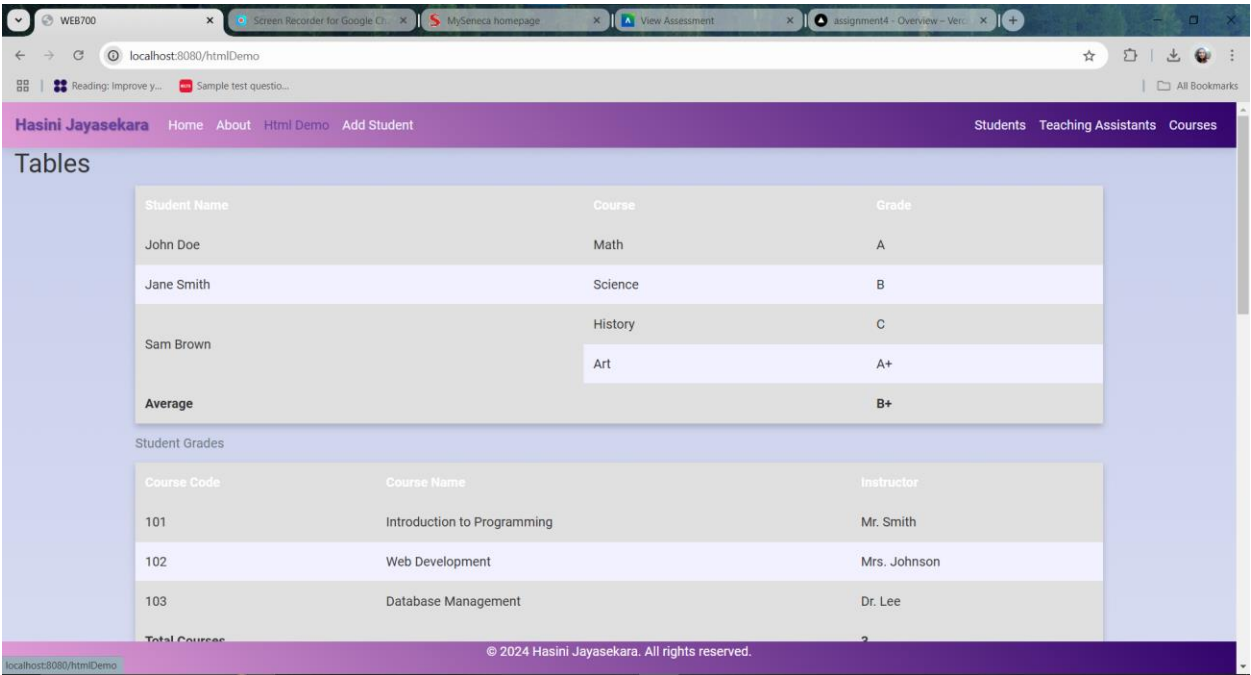 WEB700
Screen Recorder for Google Ch
MySeneca homepage
View Assessment
assignment4 - Overview – Verc
localhost:8080/htmlDemo
Reading: Improve y...
Sample test questio...
All Bookmarks
Hasini Jayasekara Home About Html Demo Add Student Students Teaching Assistants Courses
Tables
Student Name Course Grade
John Doe Math A
Jane Smith Science B
Sam Brown History C
Art A+
Average B+
Student Grades
Course Code Course Name Instructor
101 Introduction to Programming Mr. Smith
102 Web Development Mrs. Johnson
103 Database Management Dr. Lee
Total Courses 3
© 2024 Hasini Jayasekara. All rights reserved.
localhost:8080/htmlDemo